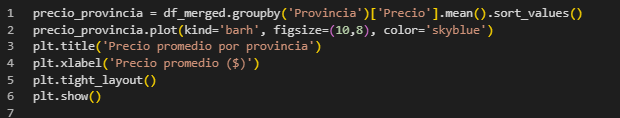 1 precio_provincia = df_merged.groupby('Provincia')['Precio'].mean().sort_values()
2 precio_provincia.plot(kind='barh', figsize=(10,8), color='skyblue')
3 plt.title('Precio promedio por provincia')
4 plt.xlabel('Precio promedio ($)')
5 plt.tight_layout()
6 plt.show()
7